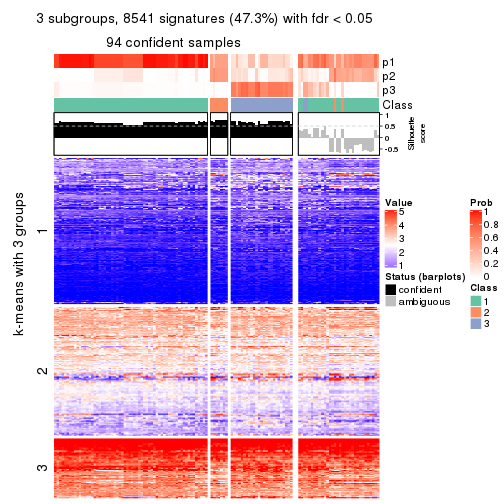 3 subgroups, 8541 signatures (47.3%) with fdr < 0.05
94 confident samples
p1
p2
p3
Class
1
0.5
0
-0.5
Silhouette
score
k-means with 3 groups
1
2
3
Value
5
4
3
2
1
Status (barplots)
confident
ambiguous
Prob
1
0.8
0.6
0.4
0.2
0
Class
1
2
3